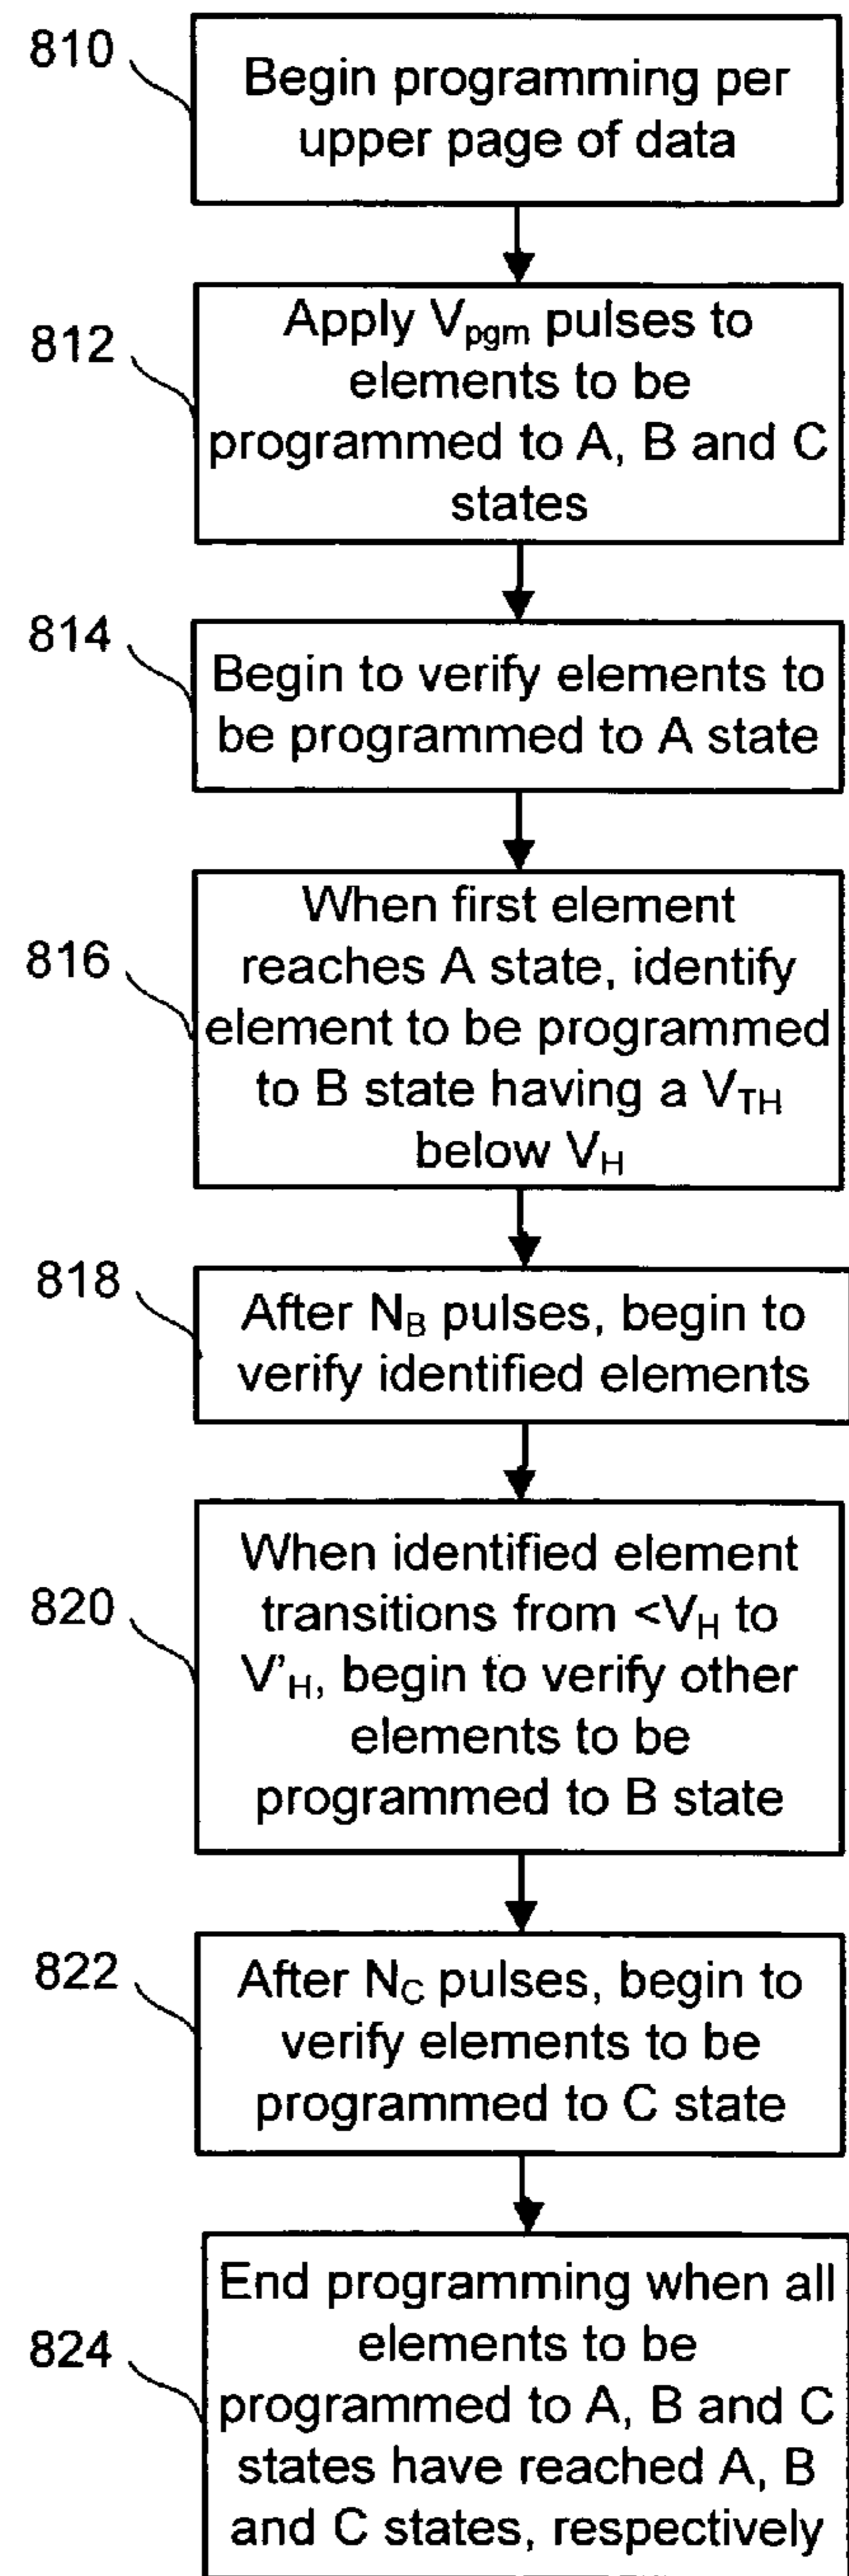 810
Begin programming per
upper page of data
812
Apply Vpgm pulses to
elements to be
programmed to A, B and C
states
814
Begin to verify elements to
be programmed to A state
816
When first element
reaches A state, identify
element to be programmed
to B state having a VTH
below VH
818
After NB pulses, begin to
verify identified elements
820
When identified element
transitions from <VH to
V'H, begin to verify other
elements to be
programmed to B state
822
After NC pulses, begin to
verify elements to be
programmed to C state
824
End programming when all
elements to be
programmed to A, B and C
states have reached A, B
and C states, respectively